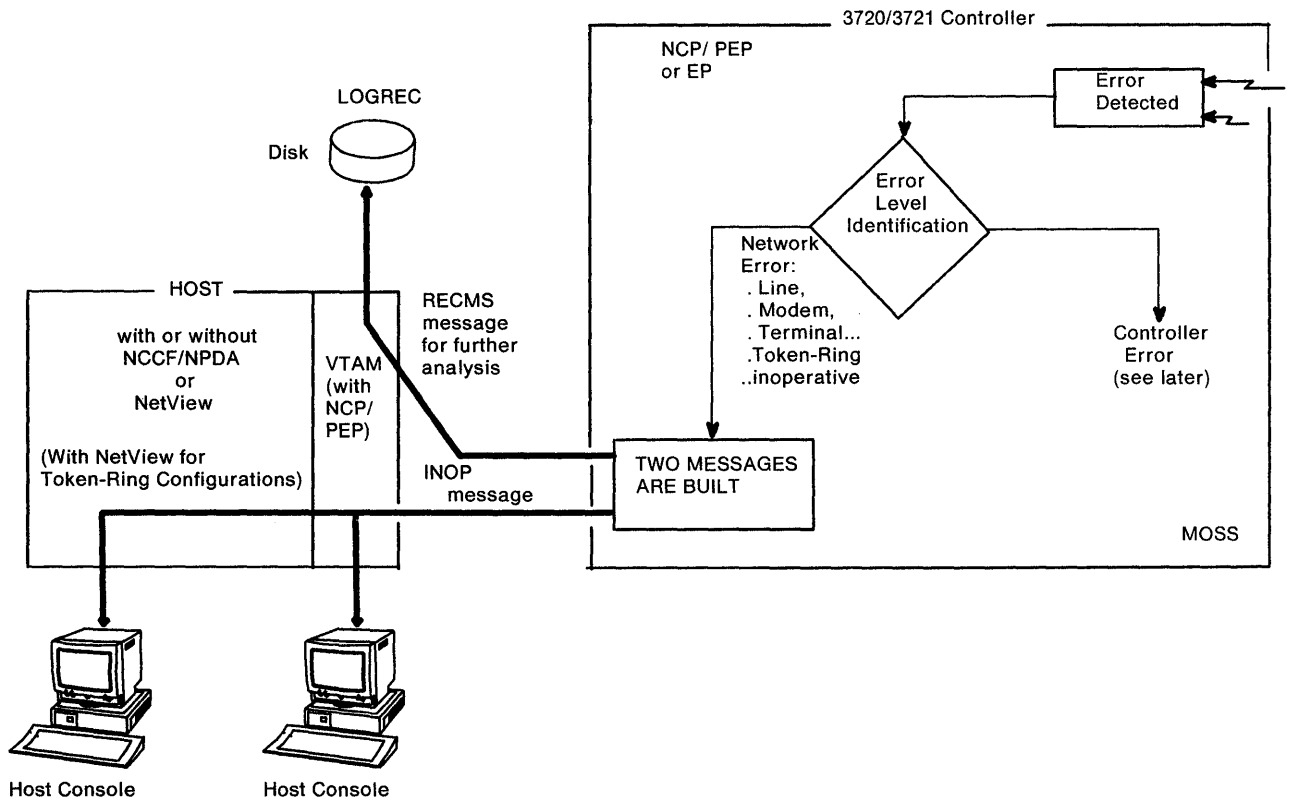 3720/3721 Controller
NCP/ PEP
or EP
Error
Detected
LOGREC
Disk
Error
Level
Identification
Network
Error:
. Line,
. Modem,
. Terminal...
.Token-Ring
..inoperative
Controller
Error
(see later)
HOST
with or without
NCCF/NPDA
or
NetView
(With NetView for
Token-Ring Configurations)
VTAM
(with
NCP/
PEP)
RECMS
message
for further
analysis
INOP
message
TWO MESSAGES
ARE BUILT
MOSS
Host Console
Host Console